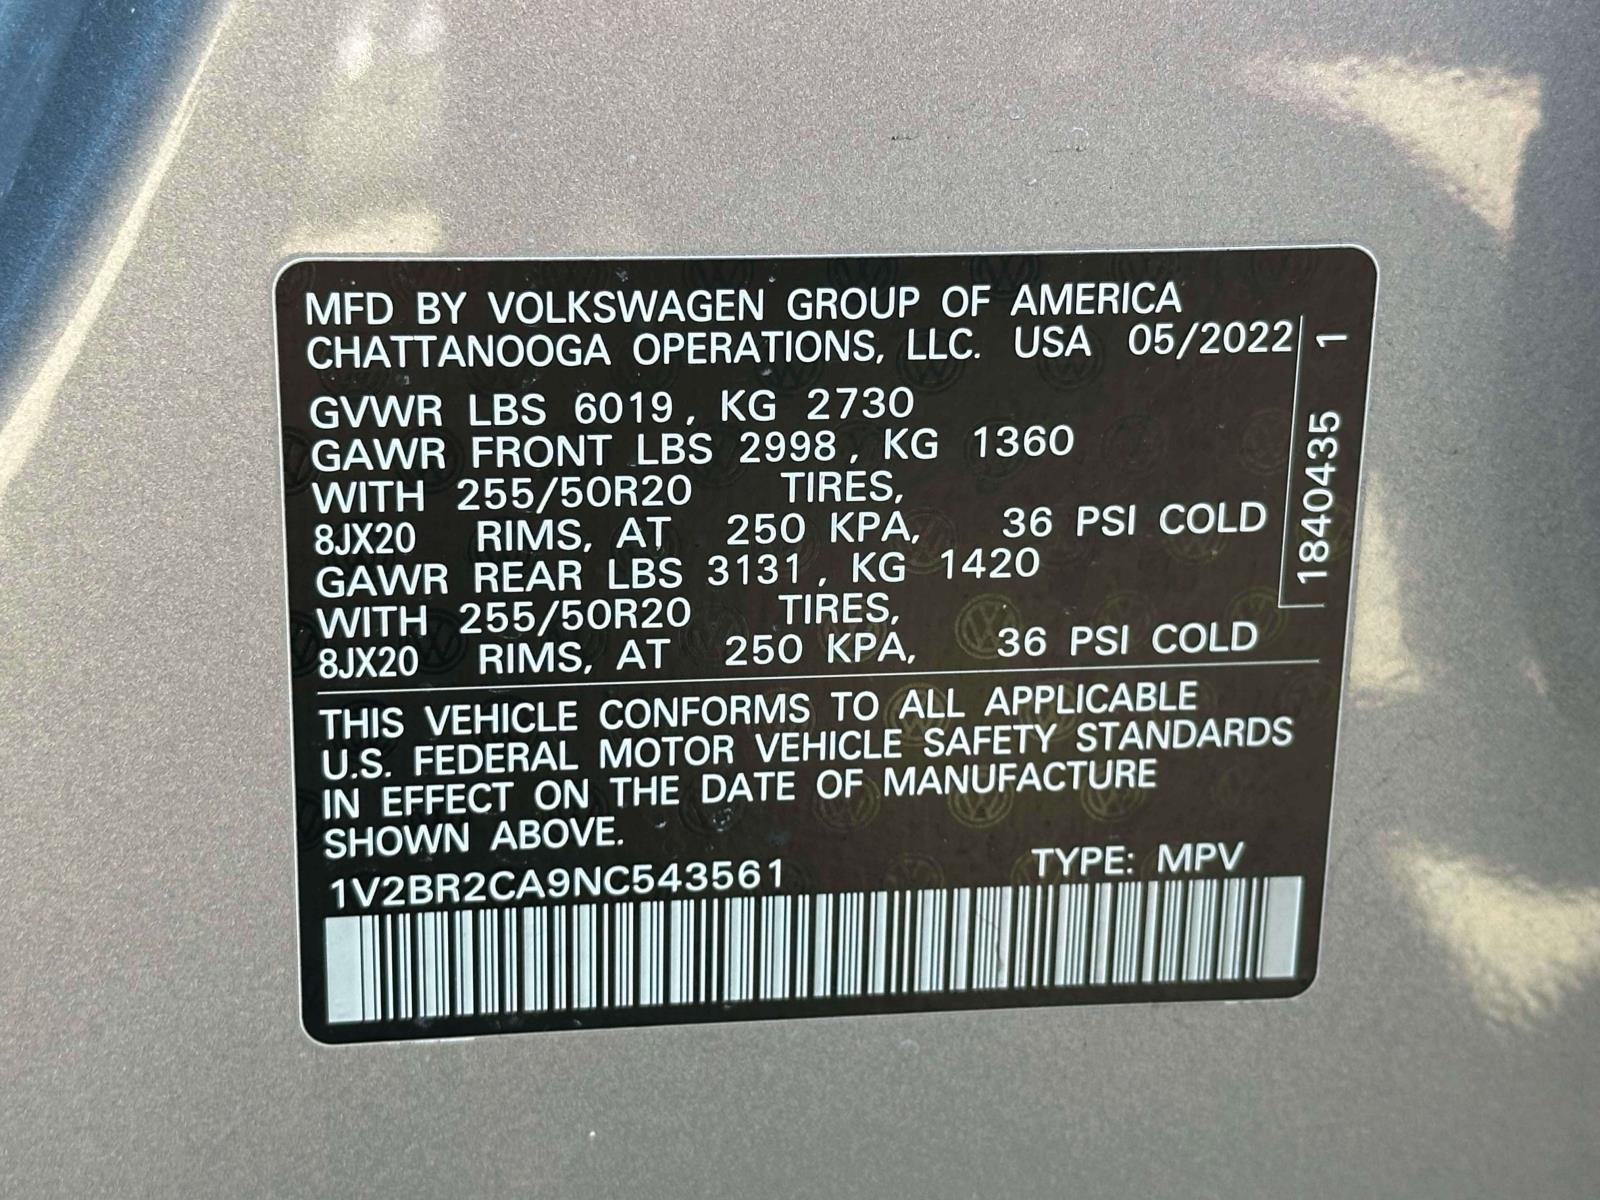 MFD BY VOLKSWAGEN GROUP OF AMERICA
CHATTANOOGA OPERATIONS, LLC. USA 05/2022
GVWR LBS 6019, KG 2730
GAWR FRONT LBS 2998, KG 1360
WITH 255/50R20 TIRES,
8JX20 RIMS, AT 250 KPA, 36 PSI COLD
GAWR REAR LBS 3131, KG 1420
WITH 255/50R20 TIRES,
8JX20 RIMS, AT 250 KPA, 36 PSI COLD
1840435 1
THIS VEHICLE CONFORMS TO ALL APPLICABLE
U.S. FEDERAL MOTOR VEHICLE SAFETY STANDARDS
IN EFFECT ON THE DATE OF MANUFACTURE
SHOWN ABOVE.
1V2BR2CA9NC543561 TYPE: MPV